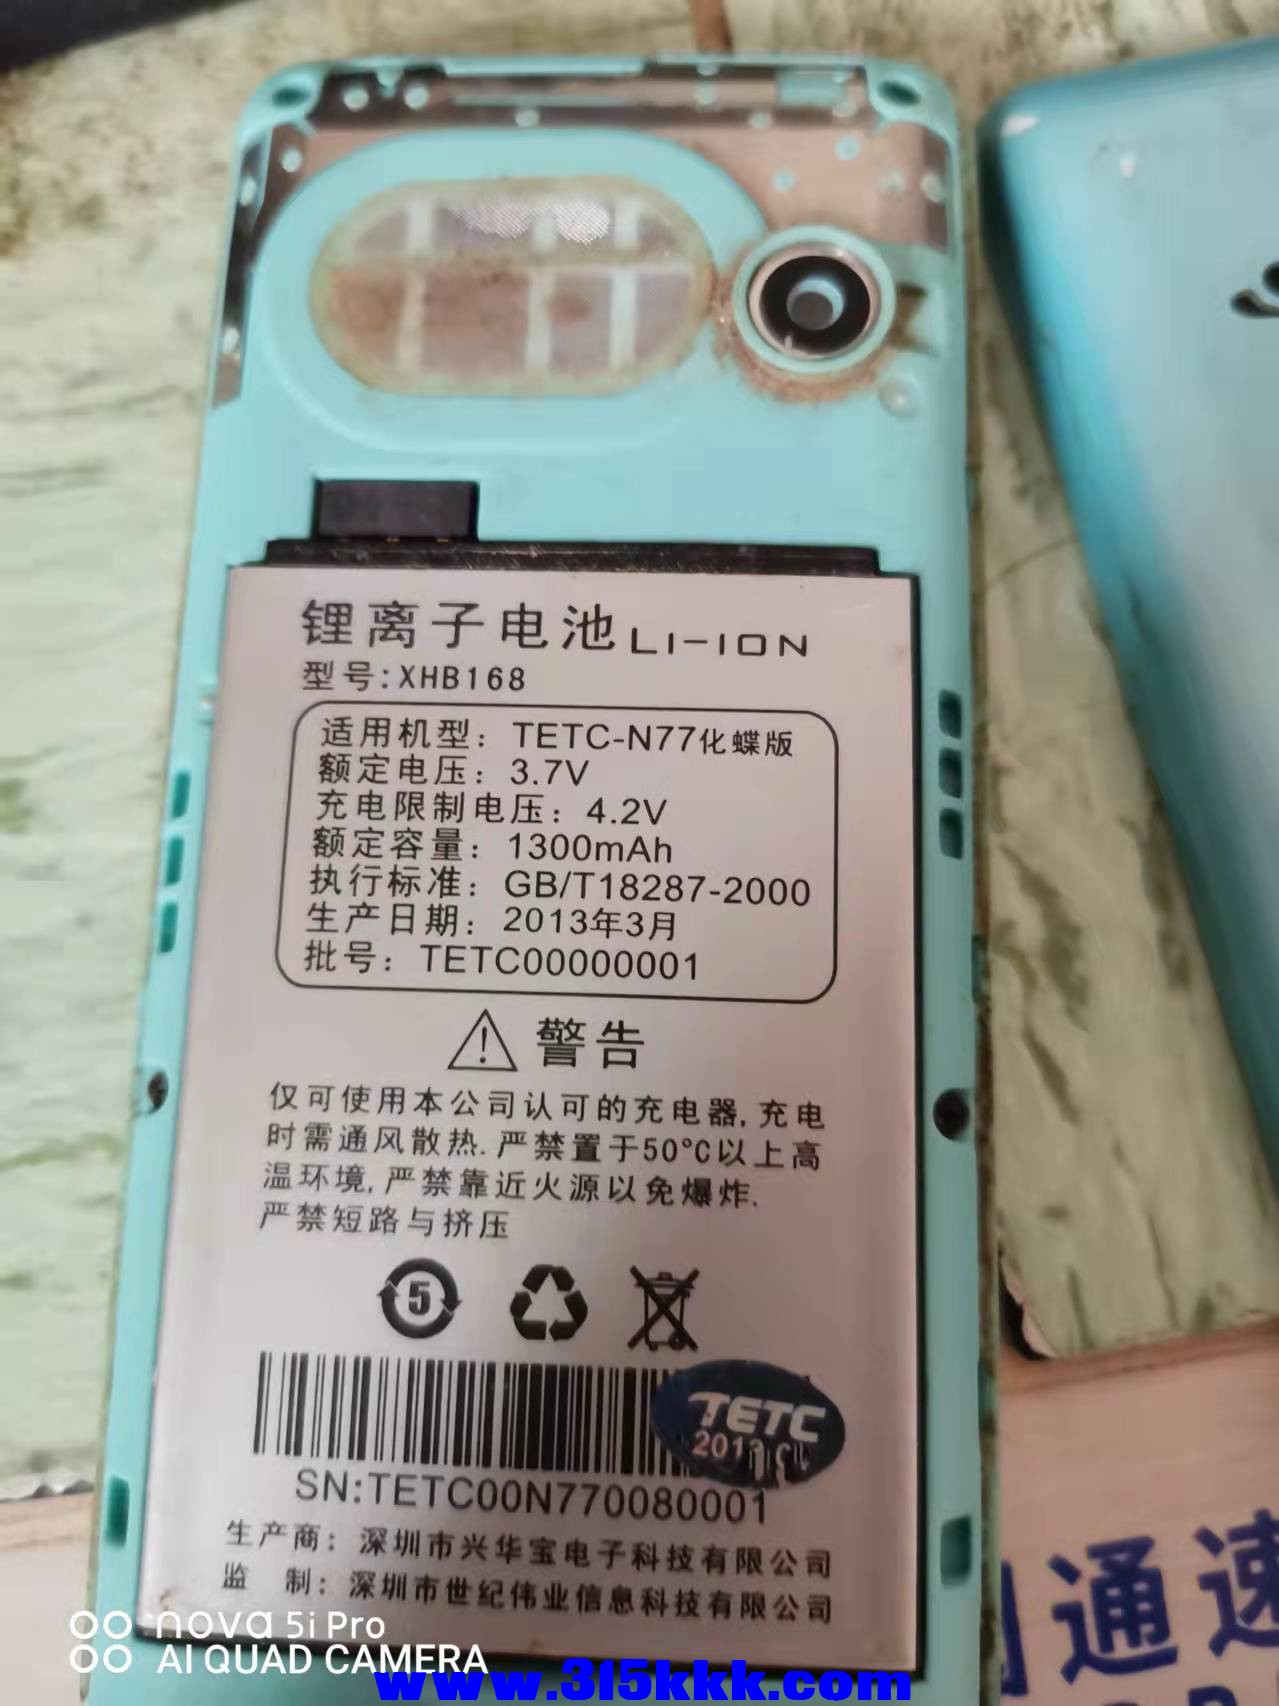 锂离子电池 LI-ION
型号:XHB168
适用机型：TETC-N77化蝶版
额定电压：3.7V
充电限制电压：4.2V
额定容量：1300mAh
执行标准：GB/T18287-2000
生产日期：2013年3月
批号：TETC00000001
警告
仅可使用本公司认可的充电器,充电
时需通风散热.严禁置于50°C以上高
温环境,严禁靠近火源以免爆炸.
严禁短路与挤压
5
TETC
SN:TETC00N770080001
生产商：深圳市兴华宝电子科技有限公司
监 制：深圳市世纪伟业信息科技有限公司
通速
nova 5i Pro
AI QUAD CAMERA
www.315kkk.com